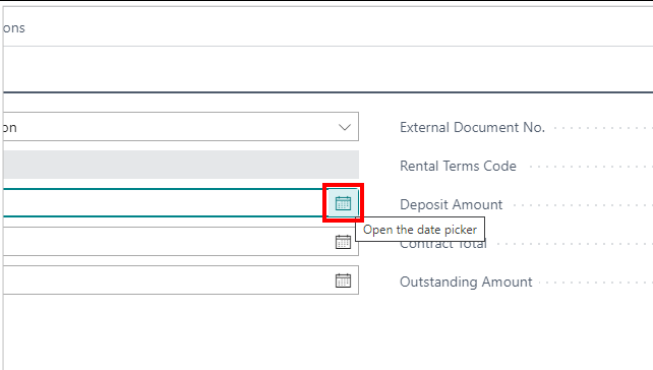 ons
on
External Document No.
Rental Terms Code
Deposit Amount
Open the date picker
Contract Total
Outstanding Amount